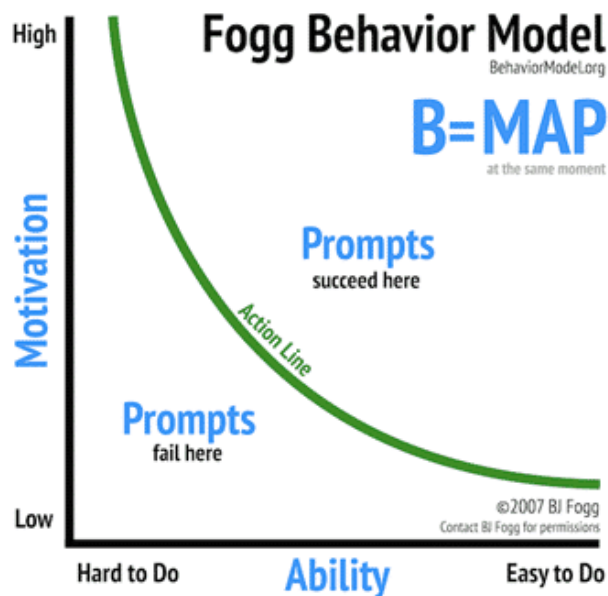 High
Fogg Behavior Model
BehaviorModel.org
B=MAP
at the same moment
Motivation
Prompts
succeed here
Action Line
Prompts
fail here
Low
©2007 BJ Fogg
Contact BJ Fogg for permissions
Hard to Do
Ability
Easy to Do